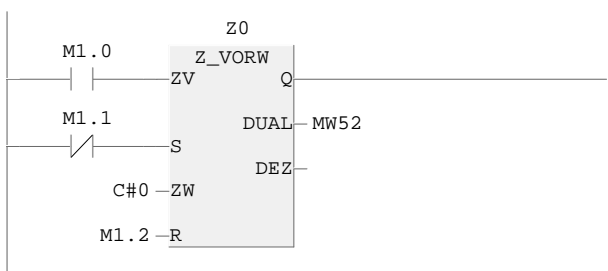 Z0
M1.0
Z_VORW
ZV Q
M1.1
DUAL MW52
S
DEZ
C#0 ZW
M1.2 R